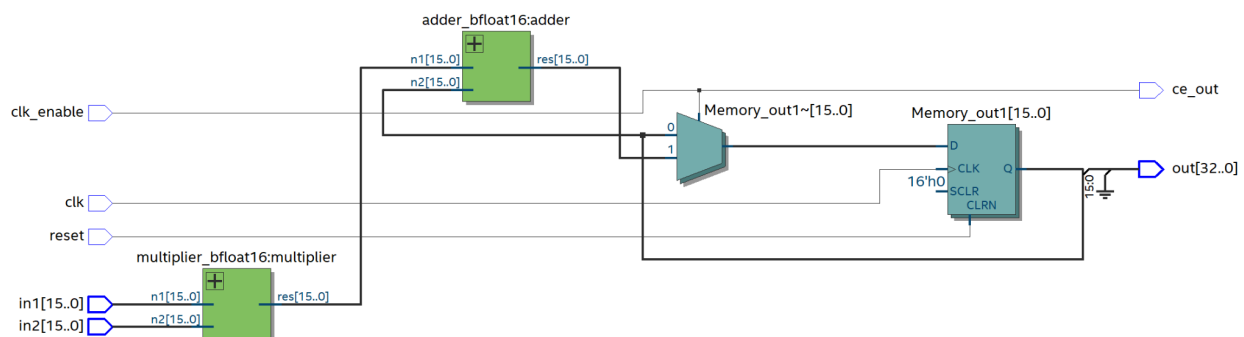 adder_bfloat16:adder
n1[15..0]
res[15..0]
n2[15..0]
clk_enable
ce_out
Memory_out1~[15..0]
Memory_out1[15..0]
0
1
D
CLK
Q
out[32..0]
16'h0
SCLR
15:0
clk
CLRN
reset
multiplier_bfloat16:multiplier
in1[15..0]
n1[15..0]
res[15..0]
in2[15..0]
n2[15..0]